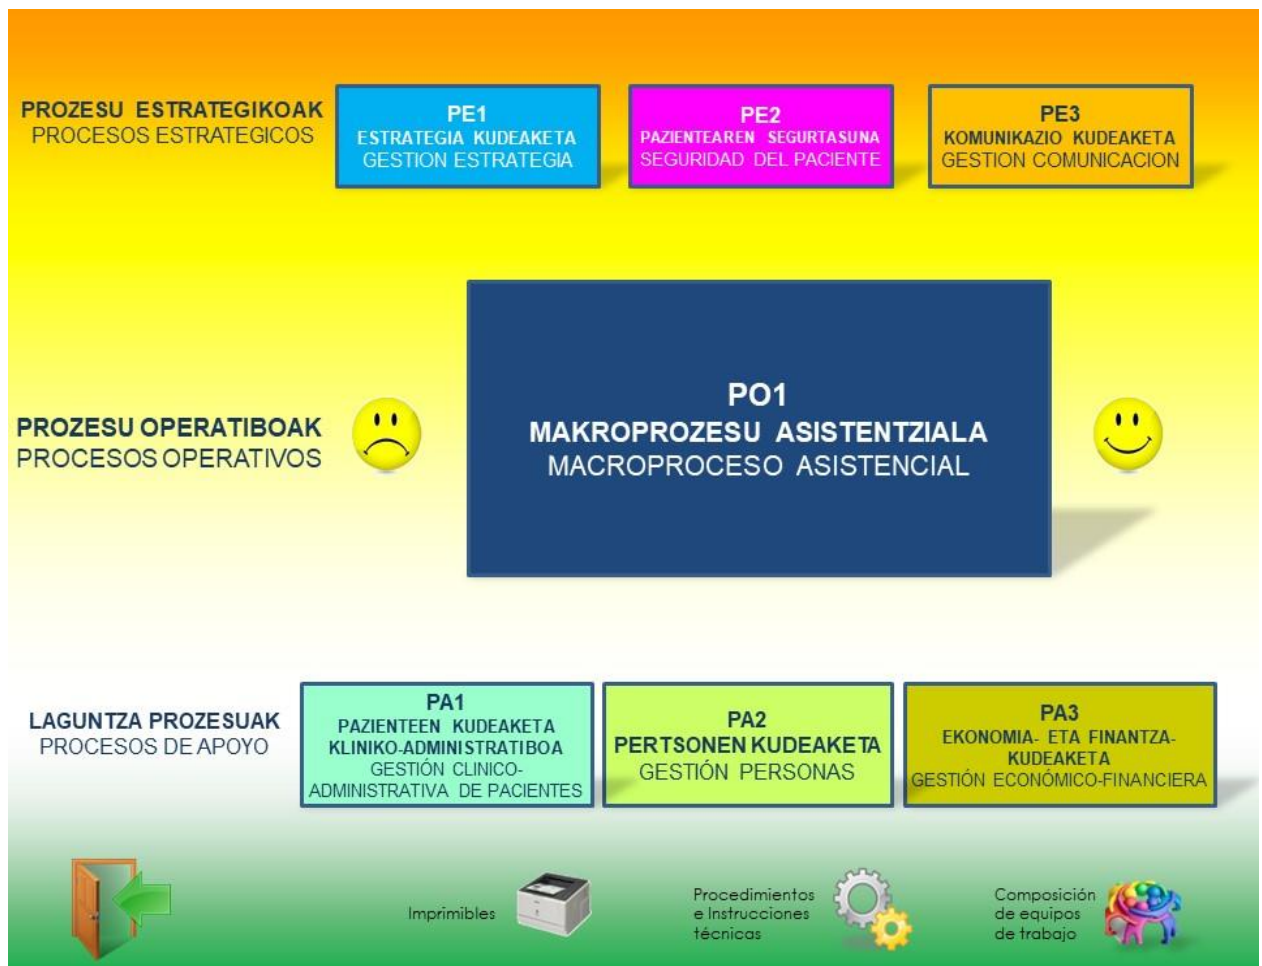 PROZESU ESTRATEGIKOAK
PROCESOS ESTRATEGICOS
PE1
ESTRATEGIA KUDEAKETA
GESTION ESTRATEGIA
PE2
PAZIENTEAREN SEGURTASUNA
SEGURIDAD DEL PACIENTE
PE3
KOMUNIKAZIO KUDEAKETA
GESTION COMUNICACION
PROZESU OPERATIBOAK
PROCESOS OPERATIVOS
PO1
MAKROPROZESU ASISTENTZIALA
MACROPROCESO ASISTENCIAL
LAGUNTZA PROZESUAK
PROCESOS DE APOYO
PA1
PAZIENTEEN KUDEAKETA
KLINIKO-ADMINISTRATIBOA
GESTIÓN CLINICO-
ADMINISTRATIVA DE PACIENTES
PA2
PERTSONEN KUDEAKETA
GESTIÓN PERSONAS
PA3
EKONOMIA- ETA FINANTZA-
KUDEAKETA
GESTIÓN ECONÓMICO-FINANCIERA
Imprimibles
Procedimientos
e Instrucciones
técnicas
Composición
de equipos
de trabajo